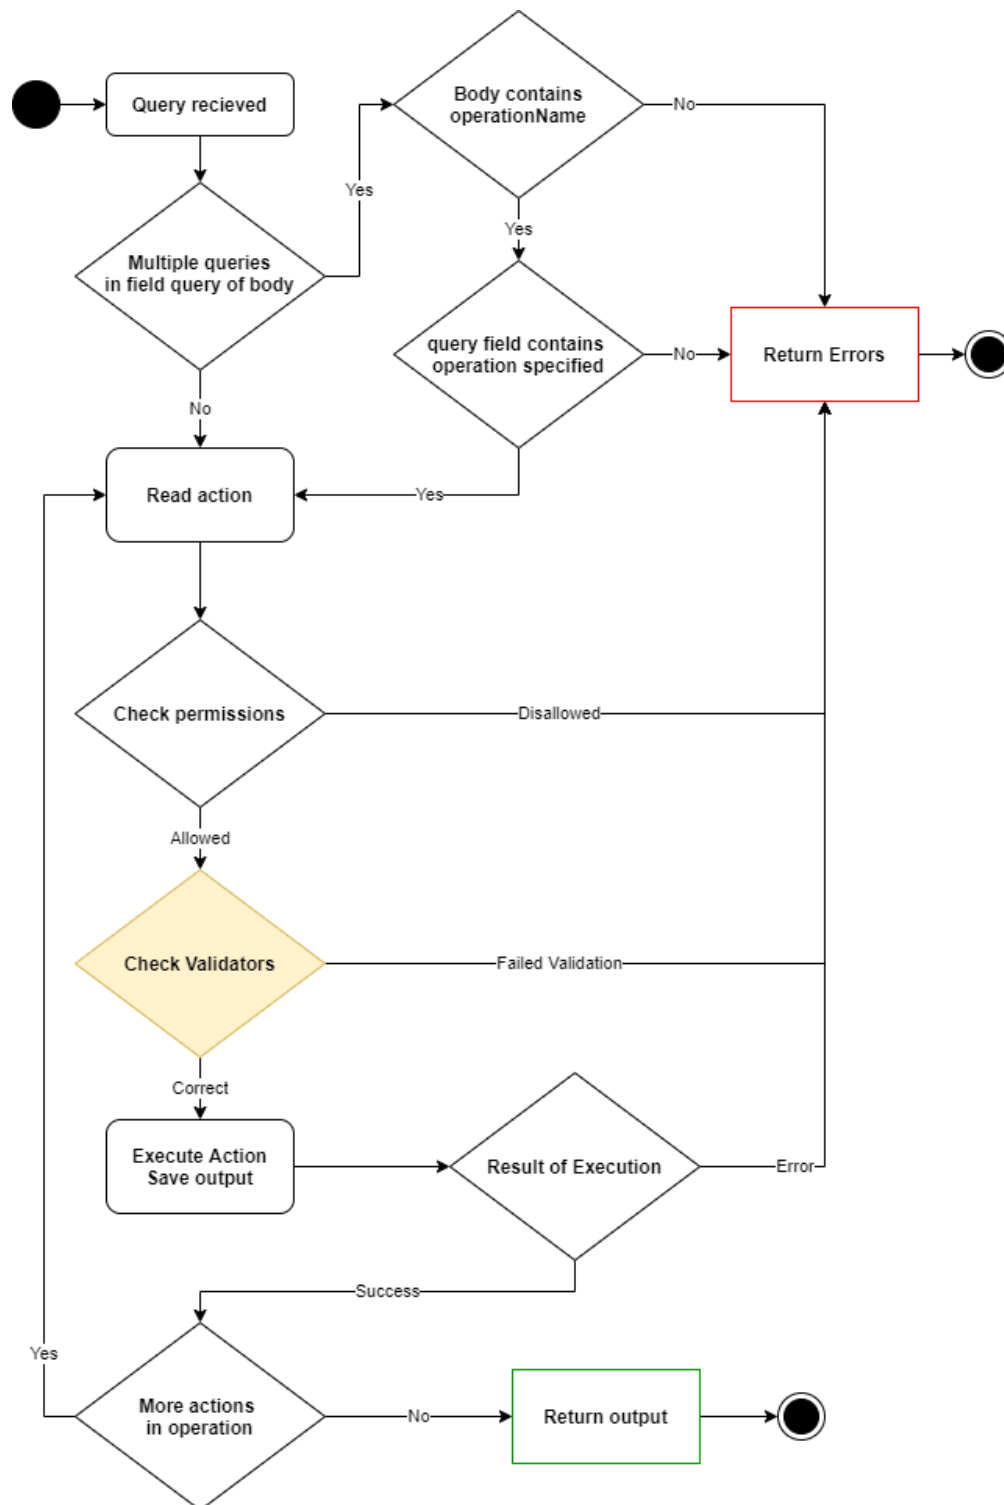 Query recieved
Body contains
operationName
No
Yes
Multiple queries
in field query of body
Yes
query field contains
operation specified
No
Return Errors
No
Read action
Yes
Check permissions
Disallowed
Allowed
Check Validators
Failed Validation
Correct
Execute Action
Save output
Result of Execution
Error
Success
Yes
More actions
in operation
No
Return output